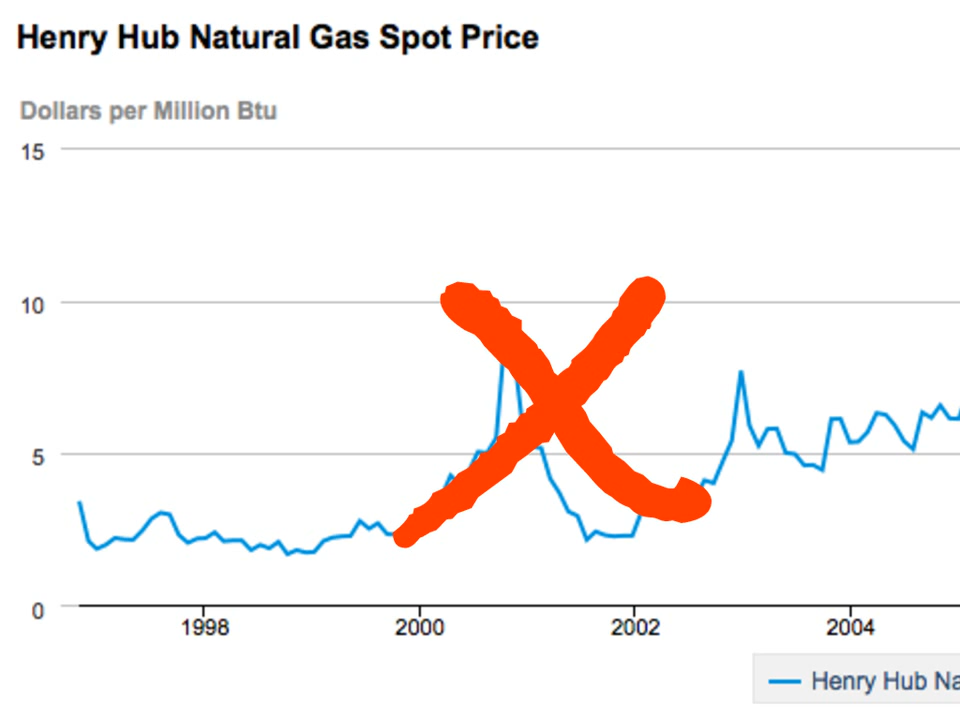 Henry Hub Natural Gas Spot Price
Dollars per Million Btu
15
10
5
0
1998 2000 2002 2004
Henry Hub Na